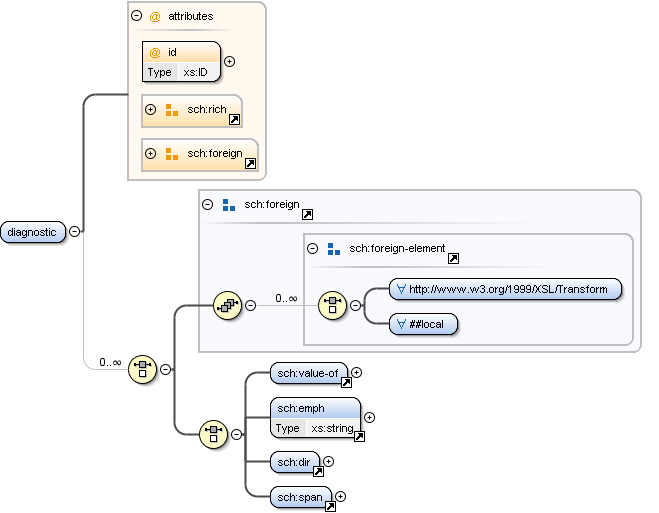 attributes
@ id
Type xs:ID
sch:rich
sch:foreign
diagnostic
sch:foreign
sch:foreign-element
0..∞
∀ http://www.w3.org/1999/XSL/Transform
∀ ##local
0..∞
sch:value-of
sch:emph
Type xs:string
sch:dir
sch:span